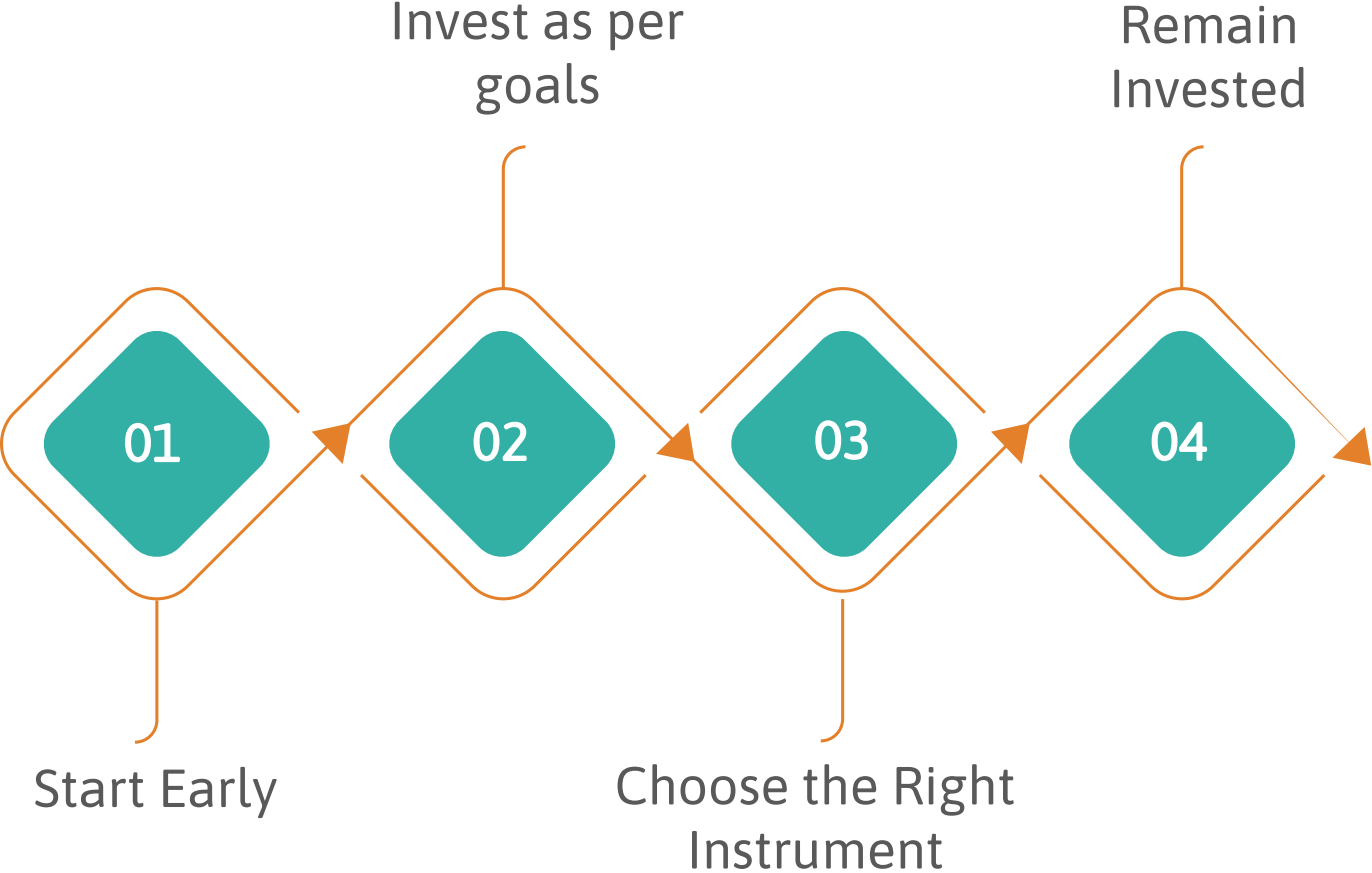 01
Start Early
Invest as per
goals
02
03
Choose the Right
Instrument
Remain
Invested
04